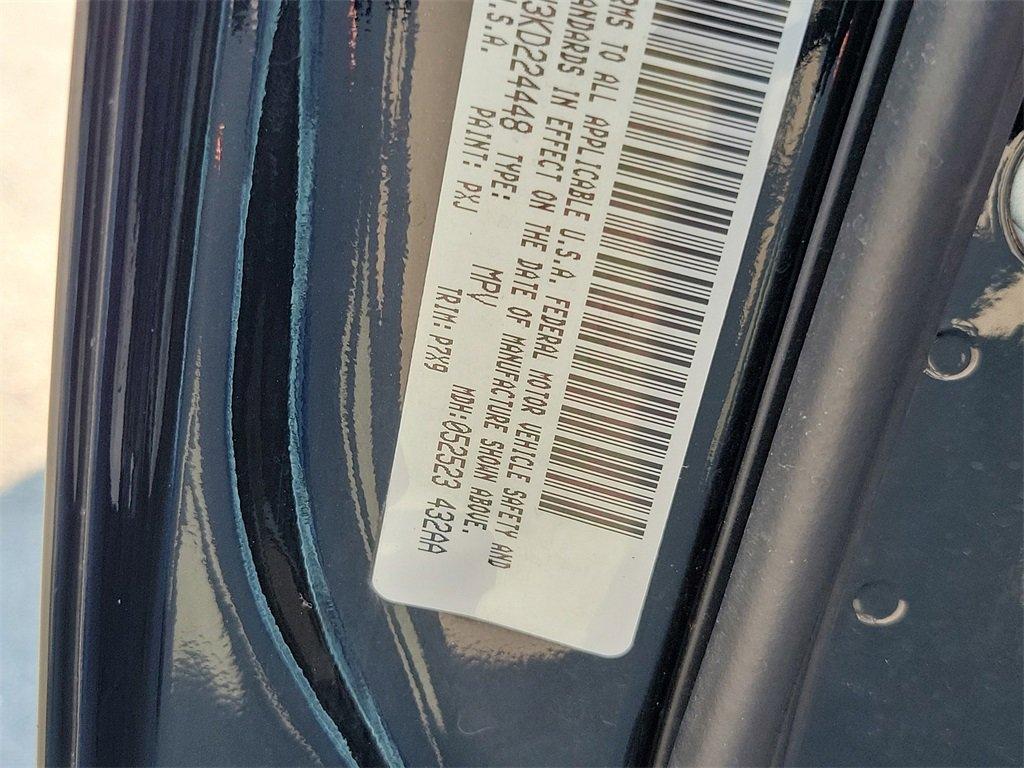 RMS TO ALL APPLICABLE U.S.A. FEDERAL MOTOR VEHICLE SAFETY AND
ANDARDS IN EFFECT ON THE DATE OF MANUFACTURE SHOWN ABOVE.
3KD224448 TYPE: MPV MDH:052523 432AA
.S.A. PAINT: PXJ TRIM:P7X9